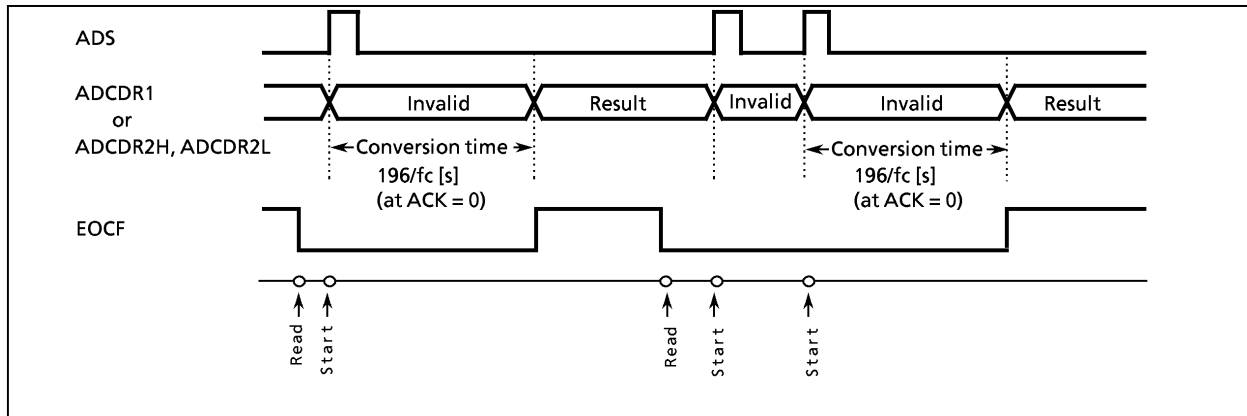 ADS
ADCDR1
or
ADCDR2H, ADCDR2L
Invalid
Result
Invalid
Invalid
Result
Conversion time
196/fc [s]
(at ACK = 0)
Conversion time
196/fc [s]
(at ACK = 0)
EOCF
Read
Start
Read
Start
Start